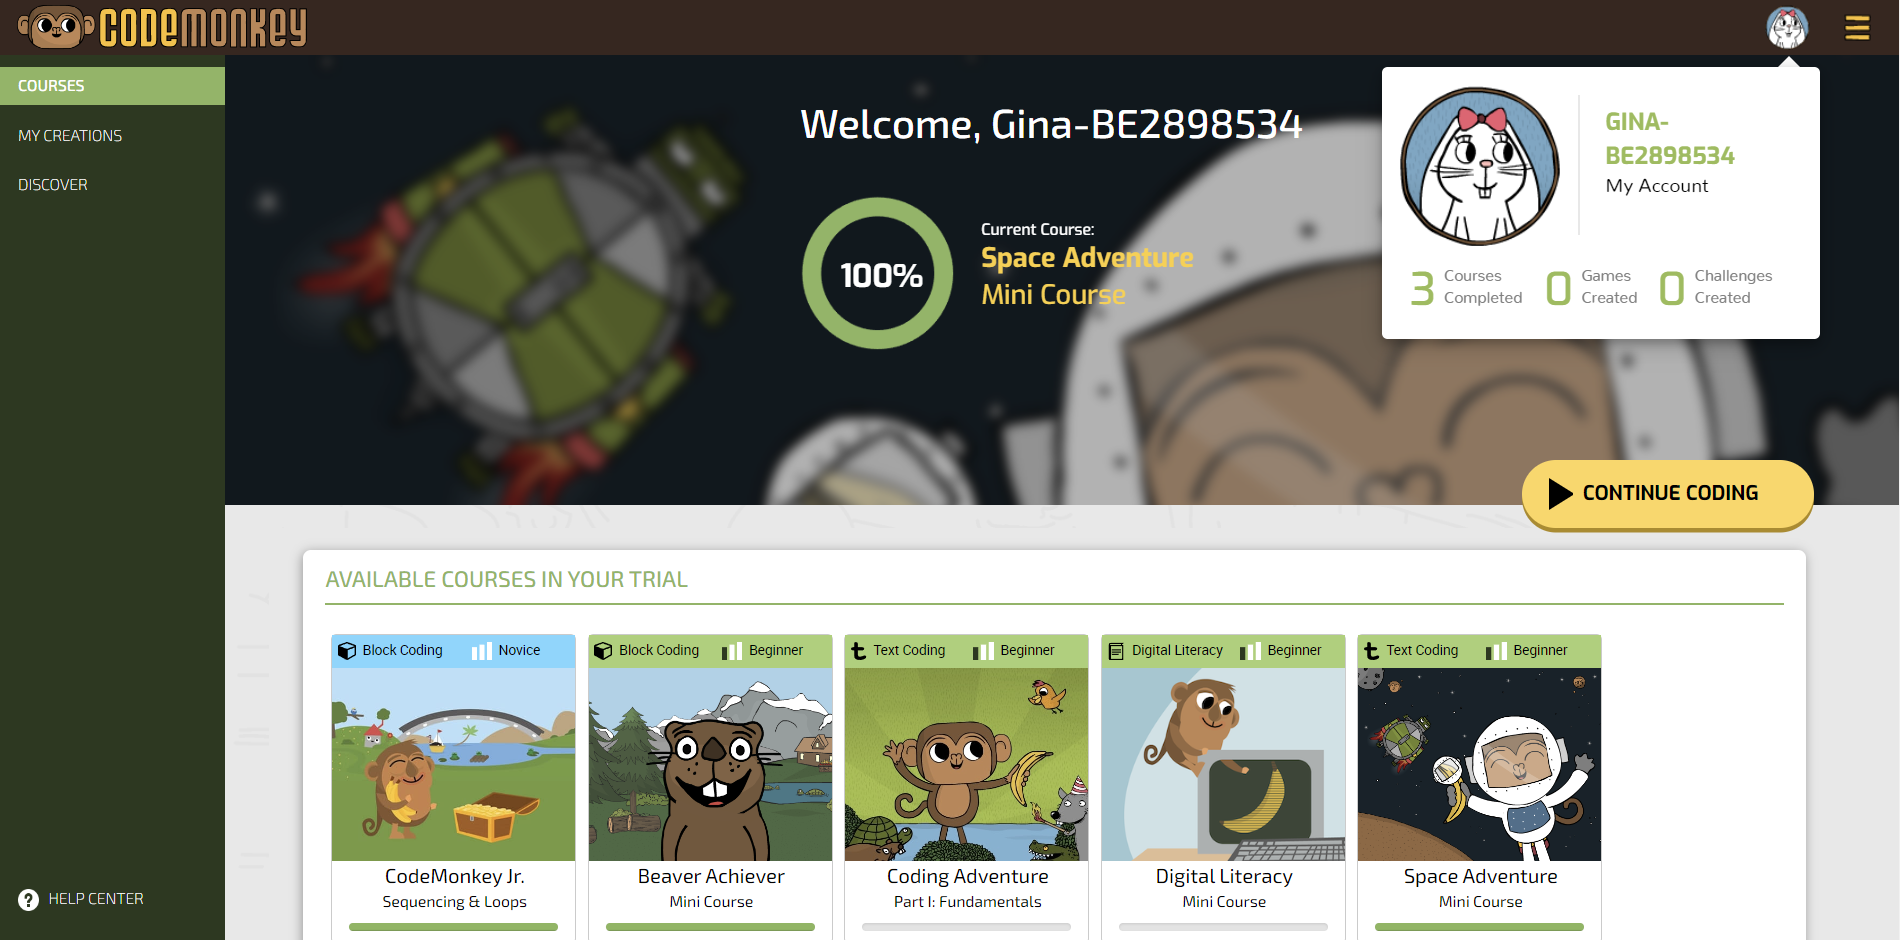 CODEMONKEY
COURSES
MY CREATIONS
DISCOVER
HELP CENTER
Welcome, Gina-BE2898534
100%
Current Course:
Space Adventure
Mini Course
GINA-
BE2898534
My Account
3 Courses Completed
0 Games Created
0 Challenges Created
CONTINUE CODING
AVAILABLE COURSES IN YOUR TRIAL
Block Coding Novice
CodeMonkey Jr.
Sequencing & Loops
Block Coding Beginner
Beaver Achiever
Mini Course
Text Coding Beginner
Coding Adventure
Part I: Fundamentals
Digital Literacy Beginner
Digital Literacy
Mini Course
Text Coding Beginner
Space Adventure
Mini Course